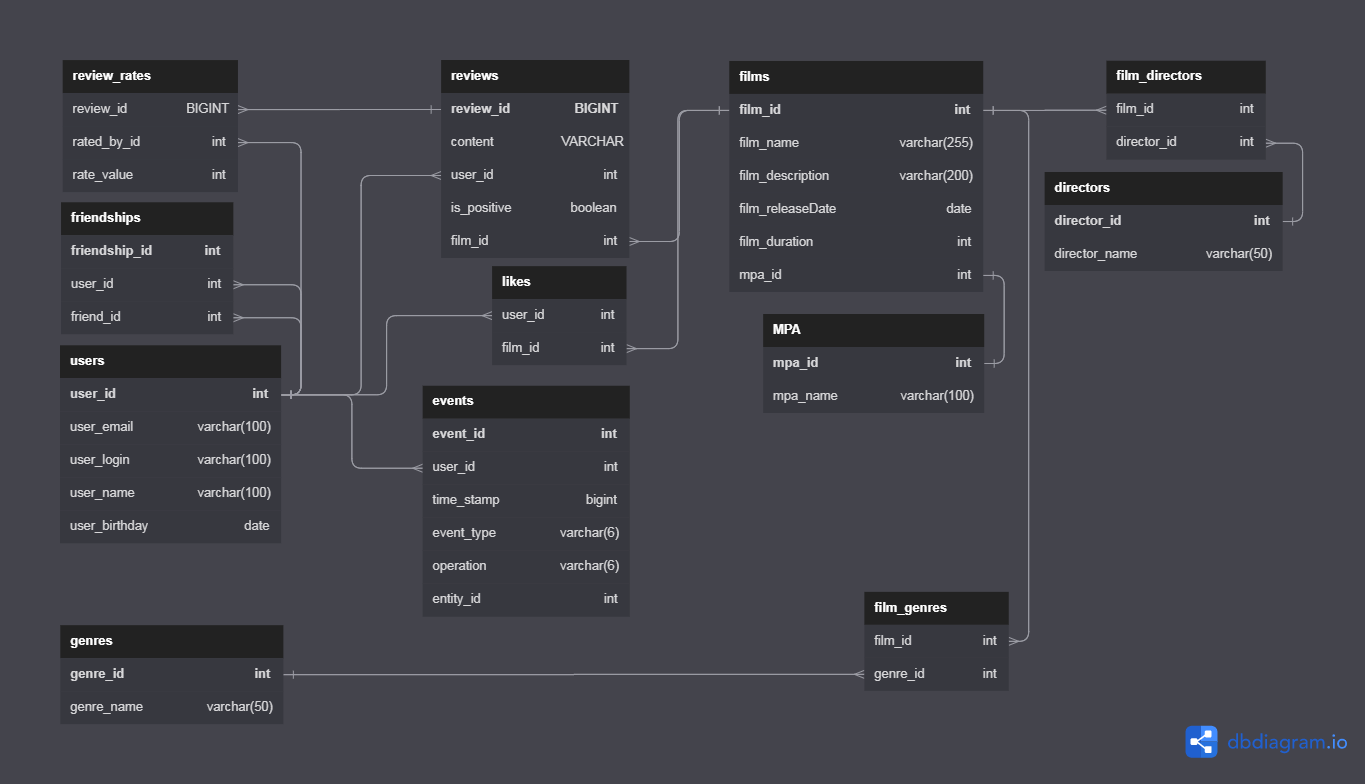 review_rates
review_id BIGINT
rated_by_id int
rate_value int
friendships
friendship_id int
user_id int
friend_id int
users
user_id int
user_email varchar(100)
user_login varchar(100)
user_name varchar(100)
user_birthday date
genres
genre_id int
genre_name varchar(50)
reviews
review_id BIGINT
content VARCHAR
user_id int
is_positive boolean
film_id int
likes
user_id int
film_id int
events
event_id int
user_id int
time_stamp bigint
event_type varchar(6)
operation varchar(6)
entity_id int
films
film_id int
film_name varchar(255)
film_description varchar(200)
film_releaseDate date
film_duration int
mpa_id int
MPA
mpa_id int
mpa_name varchar(100)
film_genres
film_id int
genre_id int
film_directors
film_id int
director_id int
directors
director_id int
director_name varchar(50)
dbdiagram.io